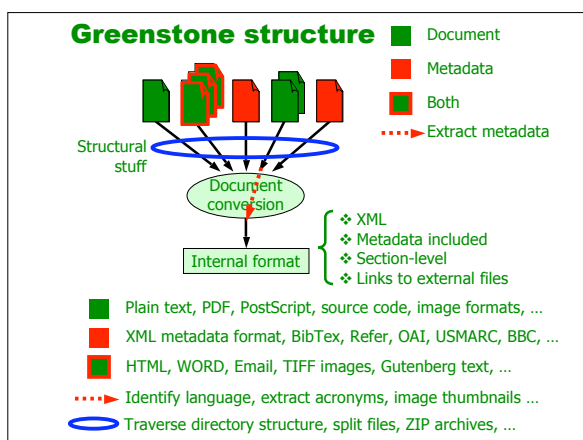 Greenstone structure
Document
Metadata
Both
Extract metadata
Structural
stuff
Document
conversion
Internal format
❖ XML
❖ Metadata included
❖ Section-level
❖ Links to external files
Plain text, PDF, PostScript, source code, image formats, …
XML metadata format, BibTex, Refer, OAI, USMARC, BBC, …
HTML, WORD, Email, TIFF images, Gutenberg text, …
Identify language, extract acronyms, image thumbnails …
Traverse directory structure, split files, ZIP archives, …